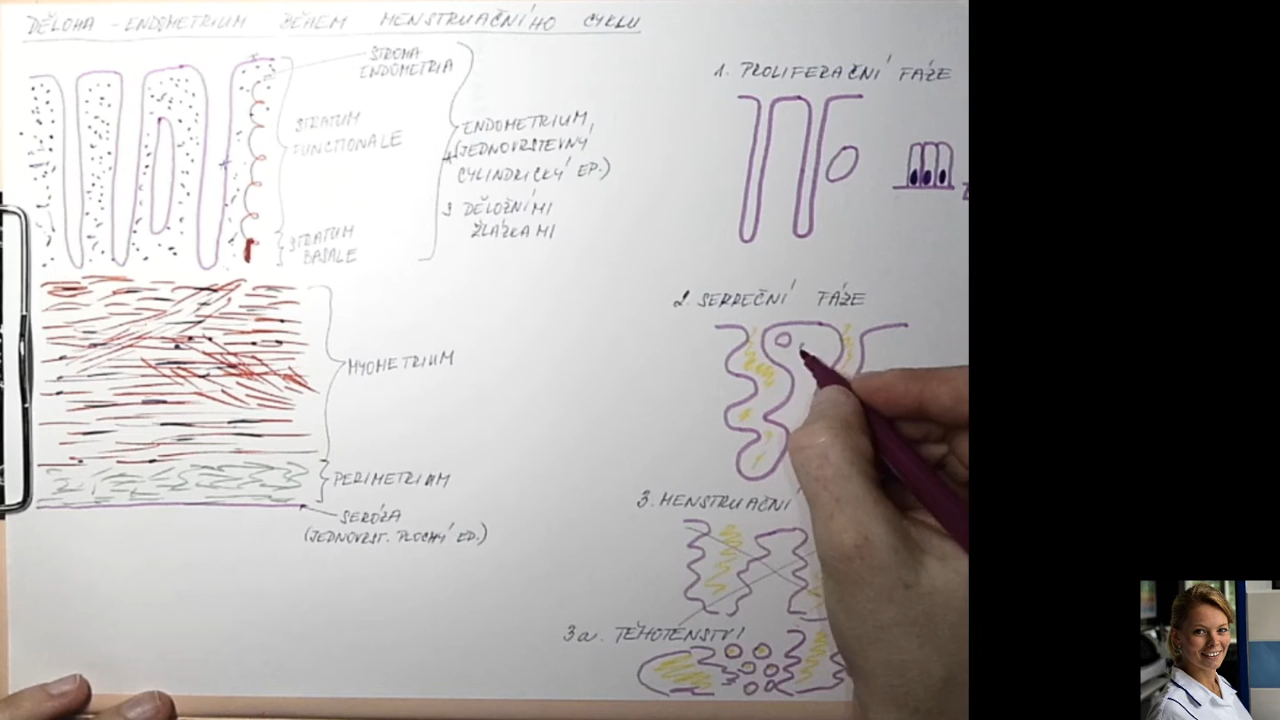 DĚLOHA - ENDOMETRIUM BĚHEM MENSTRUAČNÍHO CYKLU
STROMA
ENDOMETRIA
STRATUM
FUNCTIONALE
STRATUM
BASALE
ENDOMETRIUM
(JEDNOVRSTEVNÝ
CYLINDRICKÝ EP.)
S DĚLOŽNÍMI
ŽLÁZKAMI
MYOMETRIUM
PERIMETRIUM
SERÓZA
(JEDNOVRST. PLOCHÝ EP.)
1. PROLIFERAČNÍ FÁZE
2. SEKREČNÍ FÁZE
3. MENSTRUAČNÍ
3a. TĚHOTENSTVÍ